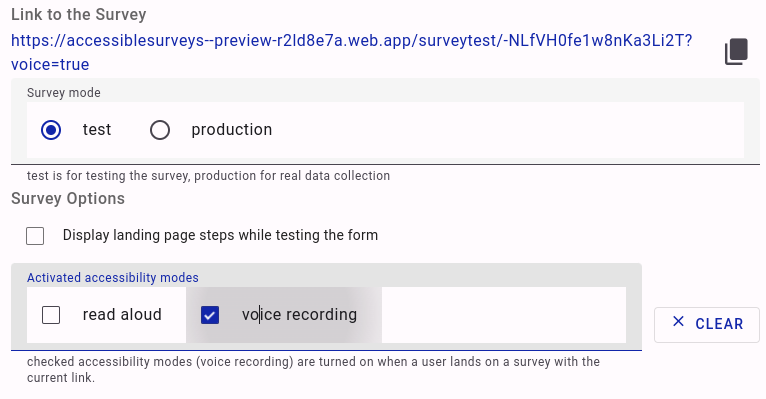 Link to the Survey
https://accessiblesurveys--preview-r2ld8e7a.web.app/surveytest/-NLfVH0fe1w8nKa3Li2T?
voice=true
Survey mode
test
production
test is for testing the survey, production for real data collection
Survey Options
Display landing page steps while testing the form
Activated accessibility modes
read aloud
voice recording
CLEAR
checked accessibility modes (voice recording) are turned on when a user lands on a survey with the
current link.